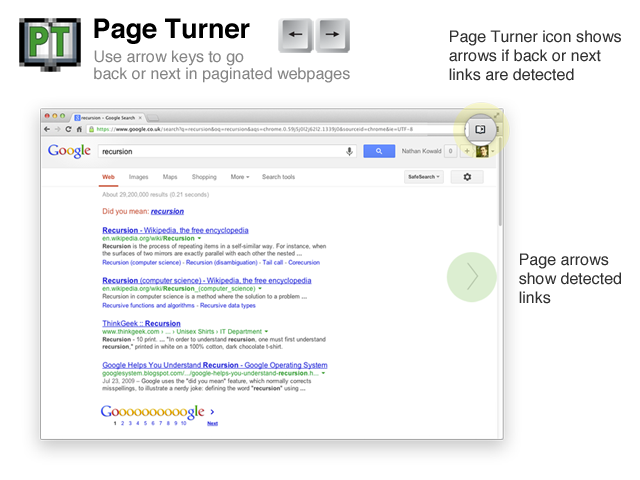 PT
Page Turner
Use arrow keys to go
back or next in paginated webpages
Page Turner icon shows
arrows if back or next
links are detected
recursion - Google Search
https://www.google.co.uk/search?q=recursion&oq=recursion&aqs=chrome.0.59j5j0l2j62l2.1339j0&sourceid=chrome&ie=UTF-8
Google
recursion
Nathan Kowald
0
+
Web
Images
Maps
Shopping
More
Search tools
SafeSearch
About 29,200,000 results (0.21 seconds)
Did you mean: recursion
Recursion - Wikipedia, the free encyclopedia
en.wikipedia.org/wiki/Recursion
Recursion is the process of repeating items in a self-similar way. For instance, when
the surfaces of two mirrors are exactly parallel with each other the nested ...
Recursion (computer science) - Recursion (disambiguation) - Tail call - Corecursion
Recursion (computer science) - Wikipedia, the free encyclopedia
en.wikipedia.org/wiki/Recursion_(computer_science)
Recursion in computer science is a method where the solution to a problem ...
Recursive functions and algorithms - Recursive data types
ThinkGeek :: Recursion
www.thinkgeek.com › ... › Unisex Shirts › IT Department
Recursion - 10 print. ... "In order to understand recursion, one must first understand
recursion," printed in white on a 100% cotton, dark chocolate t-shirt.
Google Helps You Understand Recursion - Google Operating System
googlesystem.blogspot.com/.../google-helps-you-understand-recursion.h...
Jul 23, 2009 – Google uses the "did you mean" feature, which normally corrects
misspellings, to illustrate a nerdy joke: defining the word "recursion" using ...
Goooooooooogle
1 2 3 4 5 6 7 8 9 10 Next
Page arrows
show detected
links